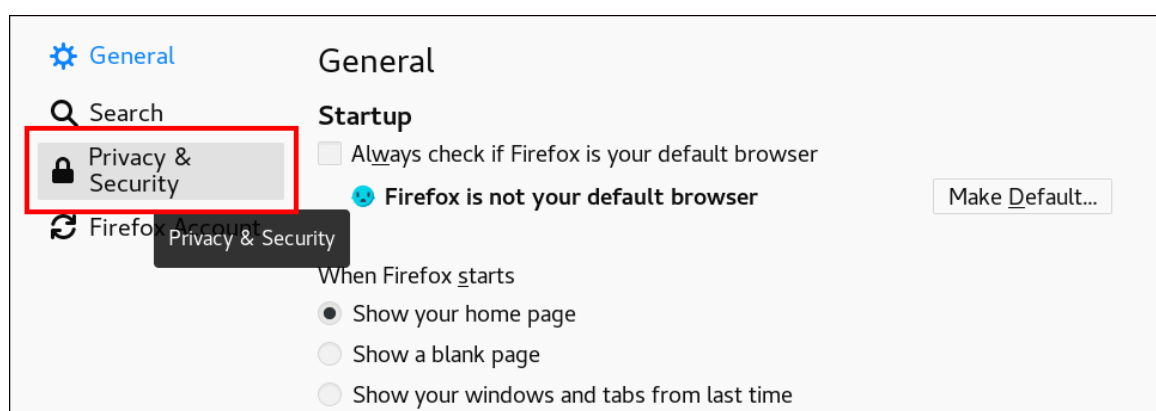 General
Search
Privacy &
Security
Firefox Account
Privacy & Security
General
Startup
Always check if Firefox is your default browser
Firefox is not your default browser
Make Default...
When Firefox starts
Show your home page
Show a blank page
Show your windows and tabs from last time